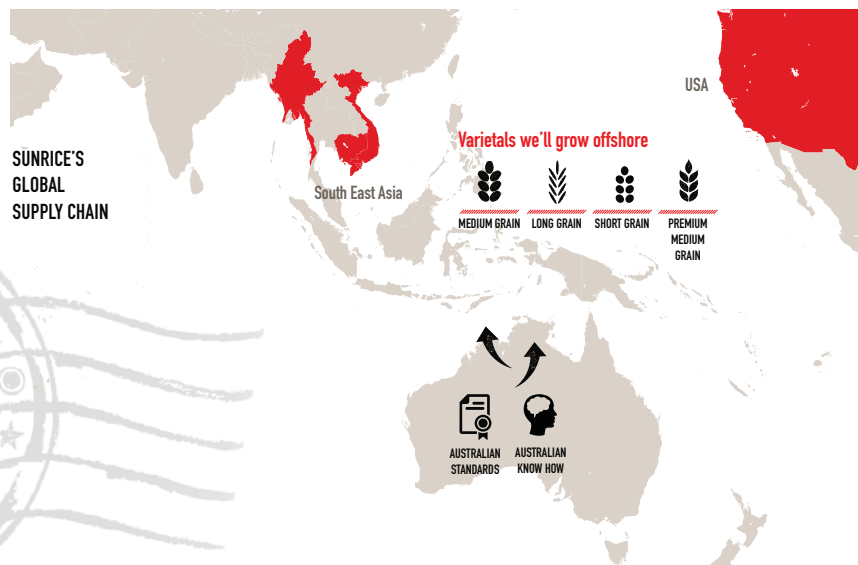 SUNRICE'S
GLOBAL
SUPPLY CHAIN
USA
South East Asia
Varietals we'll grow offshore
MEDIUM GRAIN
LONG GRAIN
SHORT GRAIN
PREMIUM
MEDIUM
GRAIN
AUSTRALIAN
STANDARDS
AUSTRALIAN
KNOW HOW